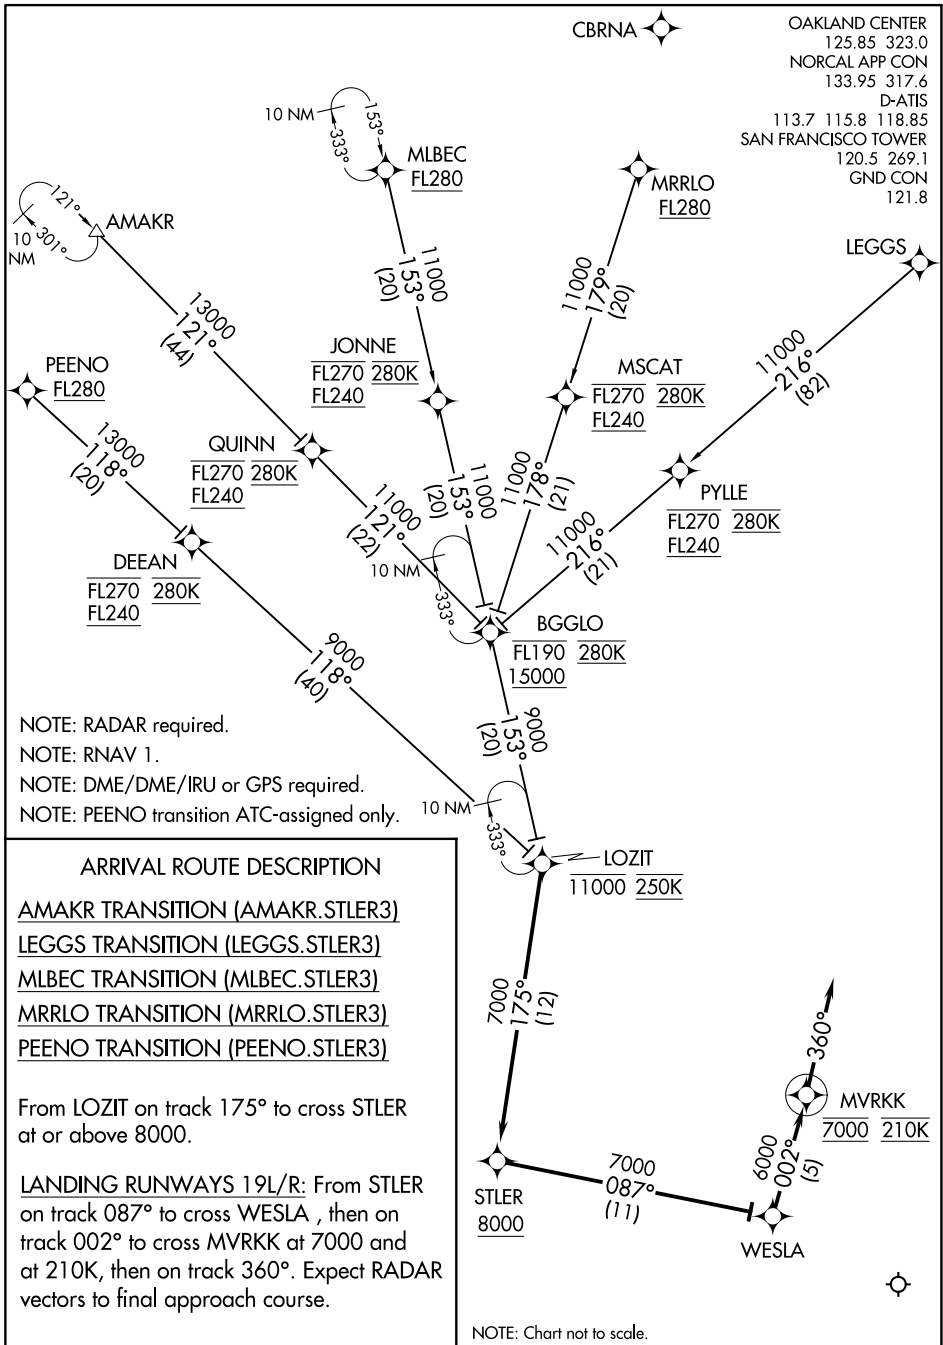 CBRNA
OAKLAND CENTER
125.85 323.0
NORCAL APP CON
133.95 317.6
D-ATIS
113.7 115.8 118.85
SAN FRANCISCO TOWER
120.5 269.1
GND CON
121.8
10 NM
153°
333°
MLBEC
FL280
MRRLO
FL280
121°
301°
10
NM
AMAKR
LEGGS
13000
121°
(44)
11000
153°
(20)
11000
179°
(20)
11000
216°
(82)
PEENO
FL280
JONNE
FL270 280K
FL240
MSCAT
FL270 280K
FL240
13000
118°
(20)
QUINN
FL270 280K
FL240
11000
121°
(22)
11000
153°
(20)
11000
178°
(21)
11000
216°
(21)
PYLLE
FL270 280K
FL240
DEEAN
FL270 280K
FL240
10 NM
333°
BGGLO
FL190 280K
15000
9000
118°
(40)
9000
153°
(20)
NOTE: RADAR required.
NOTE: RNAV 1.
NOTE: DME/DME/IRU or GPS required.
NOTE: PEENO transition ATC-assigned only.
10 NM
333°
LOZIT
11000 250K
ARRIVAL ROUTE DESCRIPTION
AMAKR TRANSITION (AMAKR.STLER3)
LEGGS TRANSITION (LEGGS.STLER3)
MLBEC TRANSITION (MLBEC.STLER3)
MRRLO TRANSITION (MRRLO.STLER3)
PEENO TRANSITION (PEENO.STLER3)
From LOZIT on track 175° to cross STLER
at or above 8000.
LANDING RUNWAYS 19L/R: From STLER
on track 087° to cross WESLA , then on
track 002° to cross MVRKK at 7000 and
at 210K, then on track 360°. Expect RADAR
vectors to final approach course.
7000
175°
(12)
360°
MVRKK
7000 210K
6000
002°
(5)
STLER
8000
7000
087°
(11)
WESLA
NOTE: Chart not to scale.